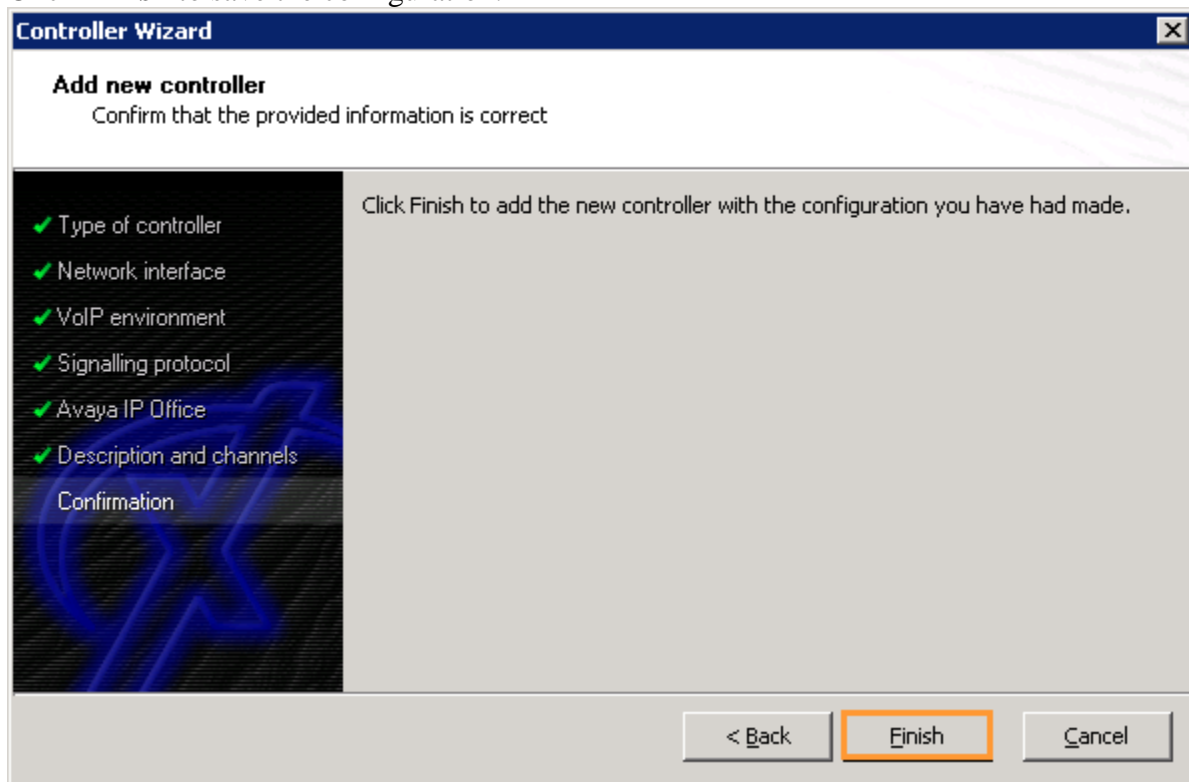 Controller Wizard
Add new controller
Confirm that the provided information is correct
Click Finish to add the new controller with the configuration you have had made.
Type of controller
Network interface
VoIP environment
Signalling protocol
Avaya IP Office
Description and channels
Confirmation
< Back Finish Cancel